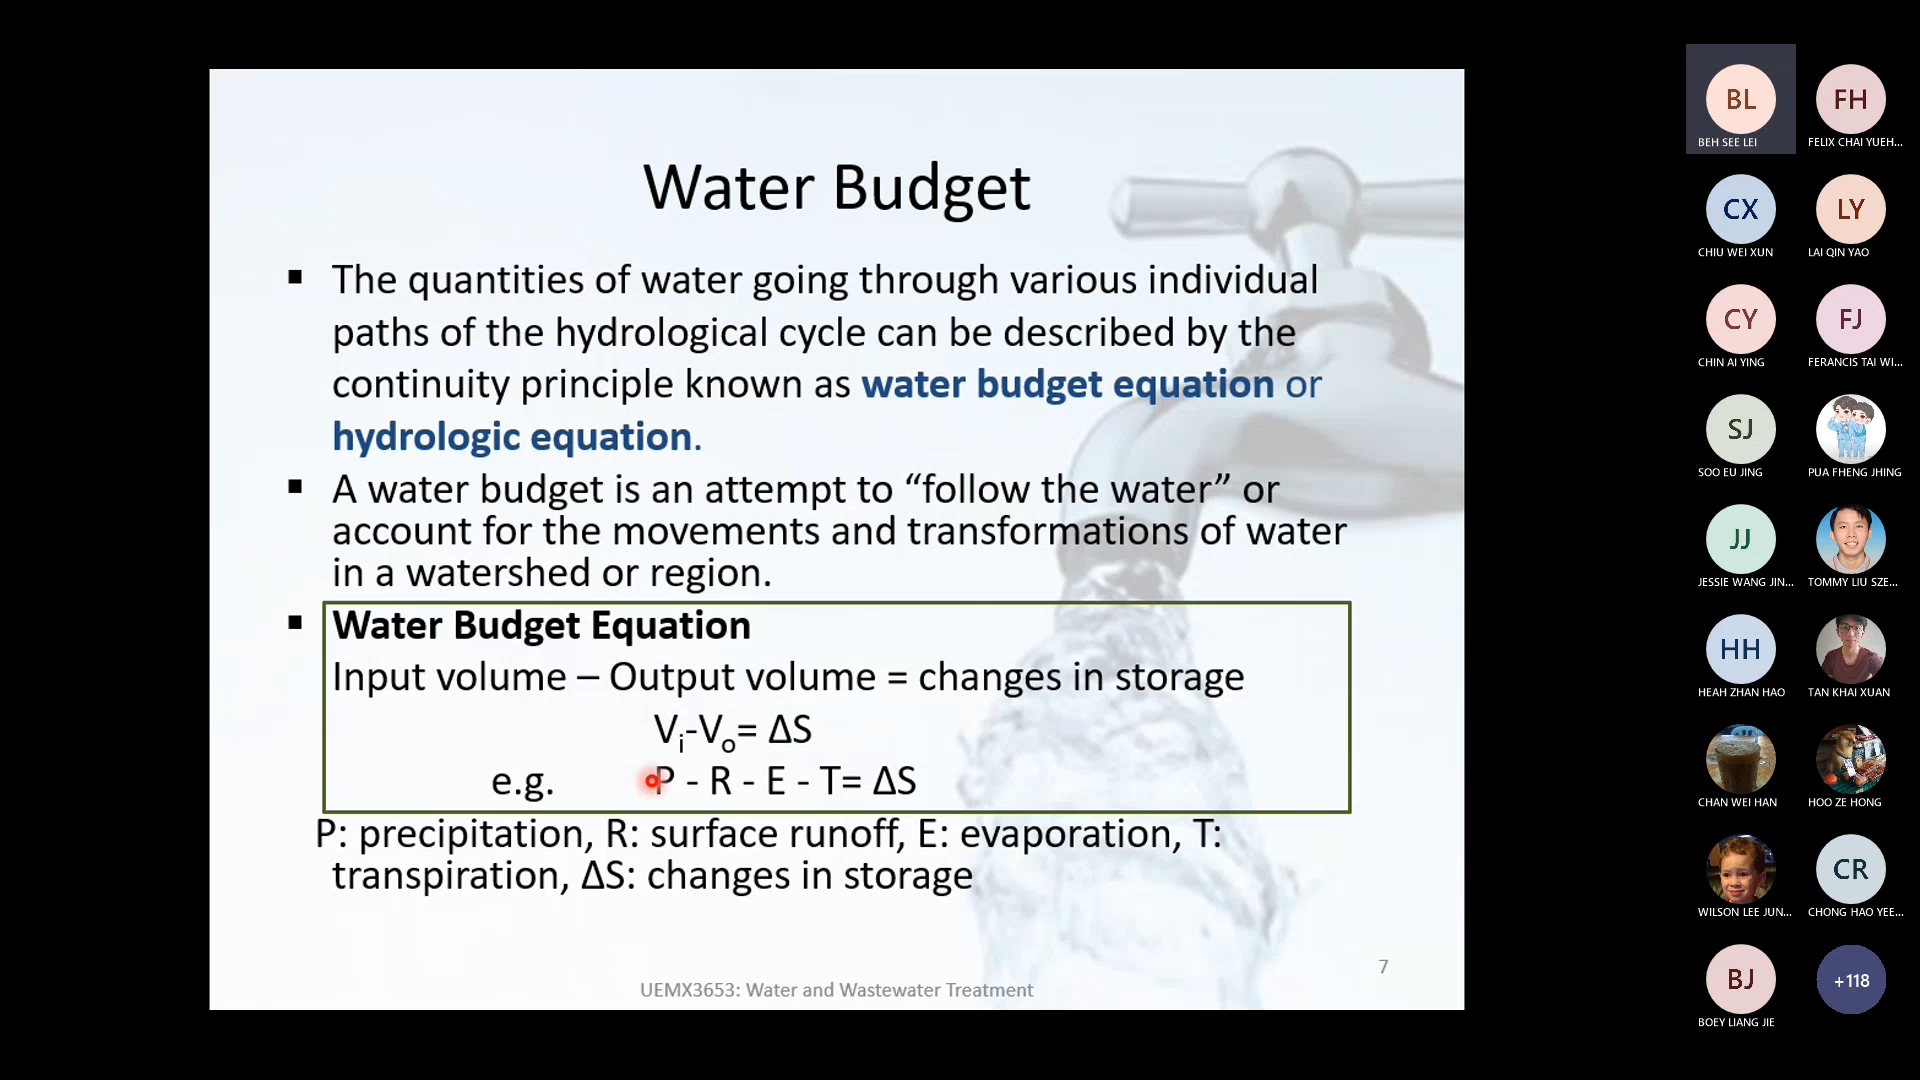 Water Budget
▪ The quantities of water going through various individual
paths of the hydrological cycle can be described by the
continuity principle known as water budget equation or
hydrologic equation.
▪ A water budget is an attempt to “follow the water” or
account for the movements and transformations of water
in a watershed or region.
▪ Water Budget Equation
Input volume – Output volume = changes in storage
Vi-Vo= ΔS
e.g. P - R - E - T= ΔS
P: precipitation, R: surface runoff, E: evaporation, T:
transpiration, ΔS: changes in storage
7
UEMX3653: Water and Wastewater Treatment
BL FH
BEH SEE LEI FELIX CHAI YUEH...
CX LY
CHIU WEI XUN LAI QIN YAO
CY FJ
CHIN AI YING FERANCIS TAI WI...
SJ
SOO EU JING PUA FHENG JHING
JJ
JESSIE WANG JIN... TOMMY LIU SZE...
HH
HEAH ZHAN HAO TAN KHAI XUAN
CHAN WEI HAN HOO ZE HONG
CR
WILSON LEE JUN... CHONG HAO YEE...
BJ +118
BOEY LIANG JIE